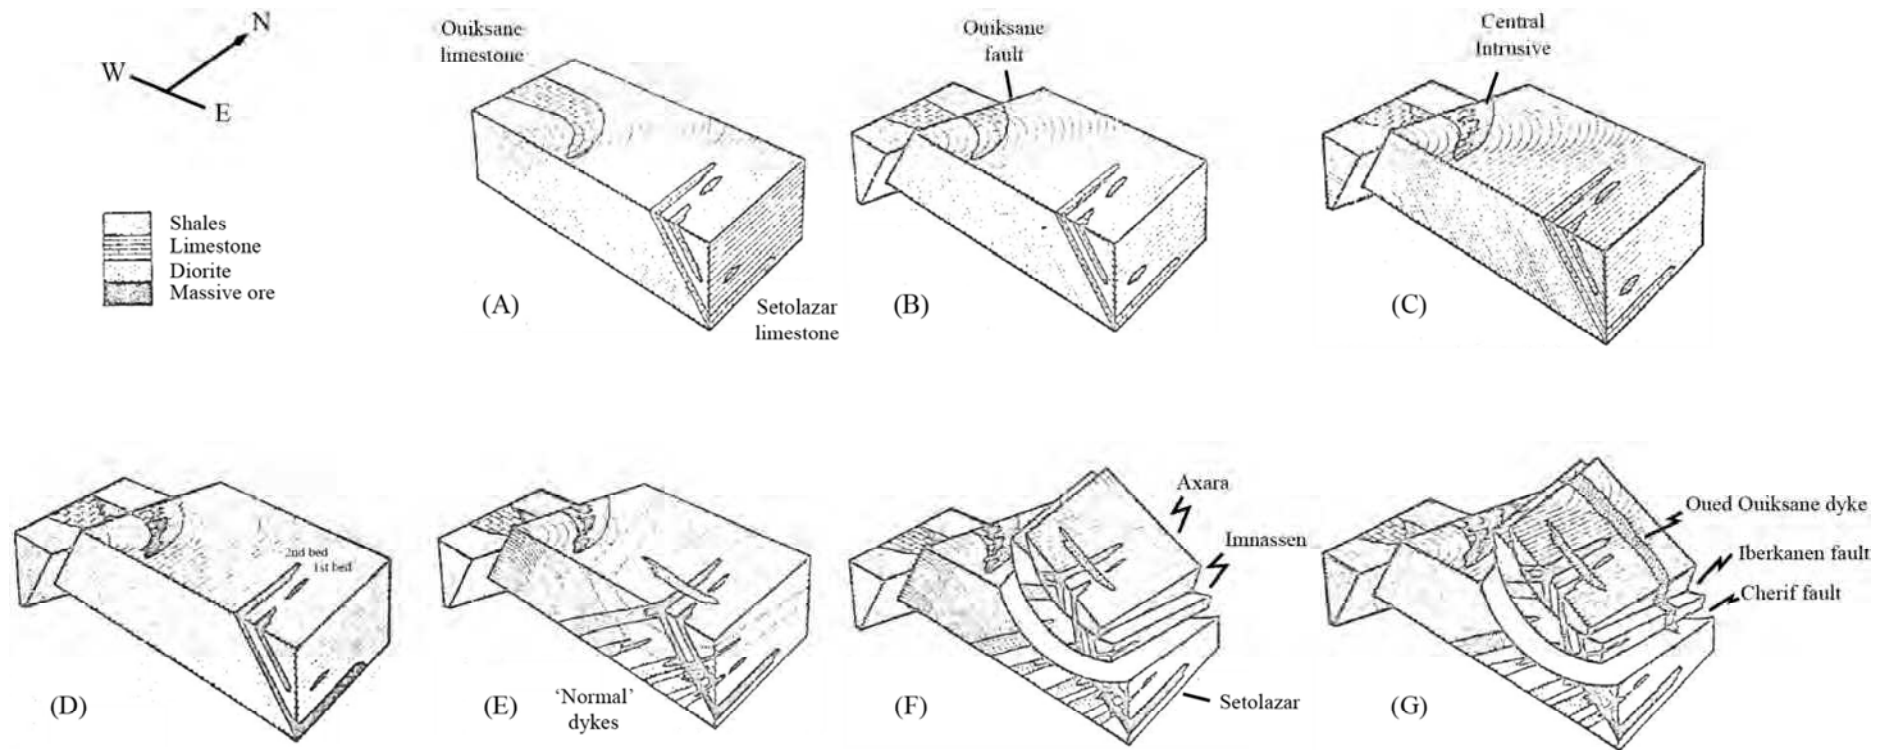 N
W
E
Shales
Limestone
Diorite
Massive ore
Ouiksane
limestone
(A)
Setolazar
limestone
Ouiksane
fault
(B)
Central
Intrusive
(C)
2nd bed
1st bed
(D)
(E)
'Normal'
dykes
Axara
Imnassen
(F)
Setolazar
Oued Ouiksane dyke
Iberkanen fault
Cherif fault
(G)